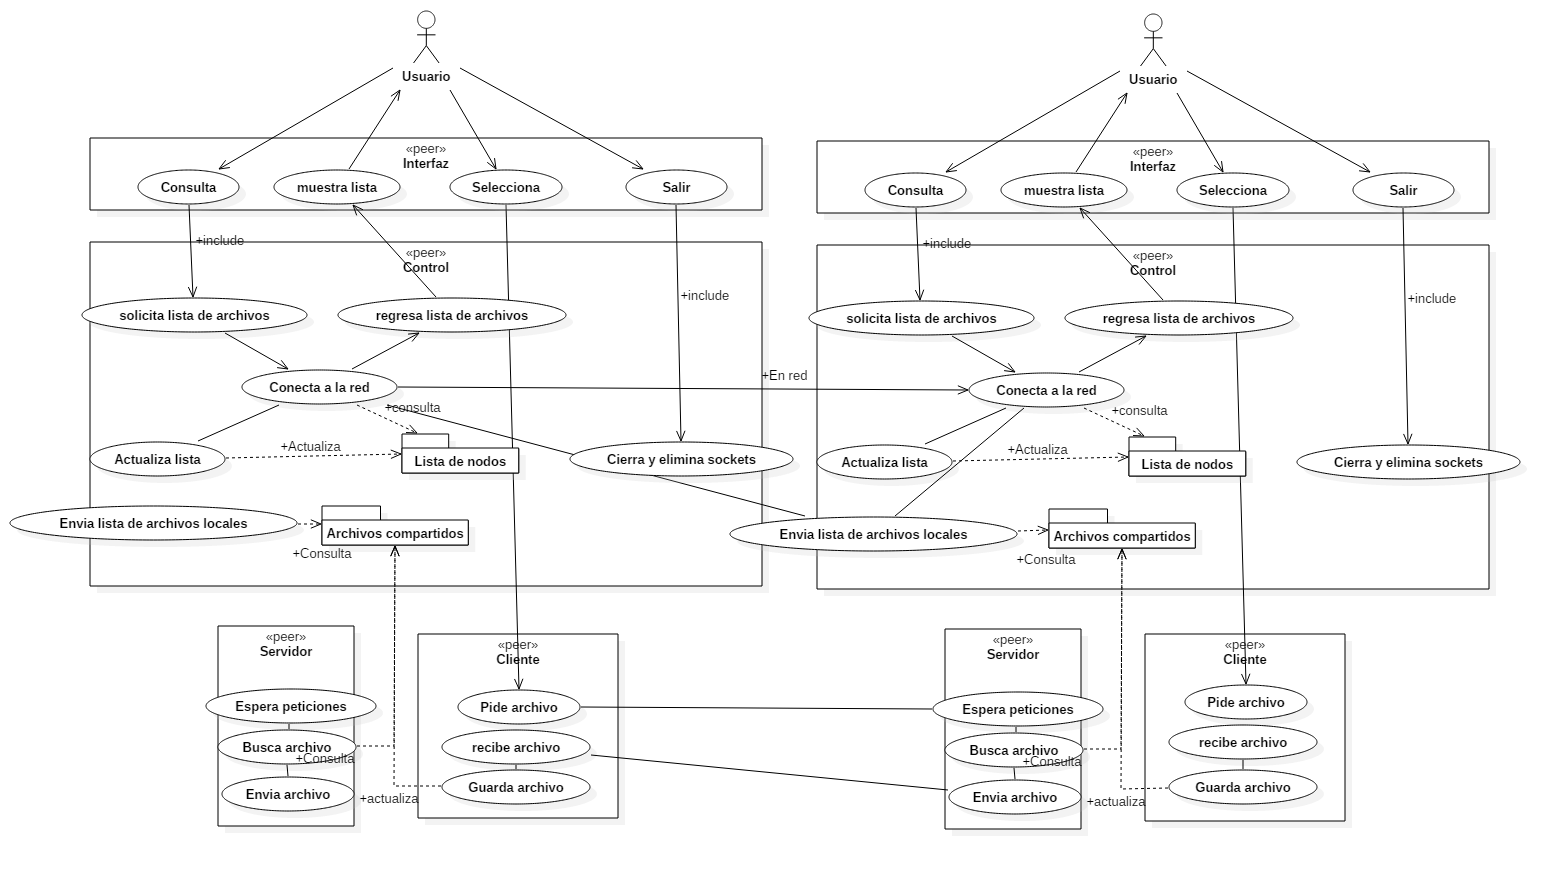 Usuario
«peer»
Interfaz
Consulta
muestra lista
Selecciona
Salir
+include
«peer»
Control
+include
solicita lista de archivos
regresa lista de archivos
Conecta a la red
+En red
+consulta
+Actualiza
Actualiza lista
Lista de nodos
Cierra y elimina sockets
Envia lista de archivos locales
Archivos compartidos
+Consulta
«peer»
Servidor
Espera peticiones
Busca archivo
+Consulta
Envia archivo
«peer»
Cliente
Pide archivo
recibe archivo
Guarda archivo
+actualiza
Usuario
«peer»
Interfaz
Consulta
muestra lista
Selecciona
Salir
+include
«peer»
Control
+include
solicita lista de archivos
regresa lista de archivos
Conecta a la red
+consulta
+Actualiza
Actualiza lista
Lista de nodos
Cierra y elimina sockets
Envia lista de archivos locales
Archivos compartidos
+Consulta
«peer»
Servidor
Espera peticiones
Busca archivo
+Consulta
Envia archivo
«peer»
Cliente
Pide archivo
recibe archivo
Guarda archivo
+actualiza